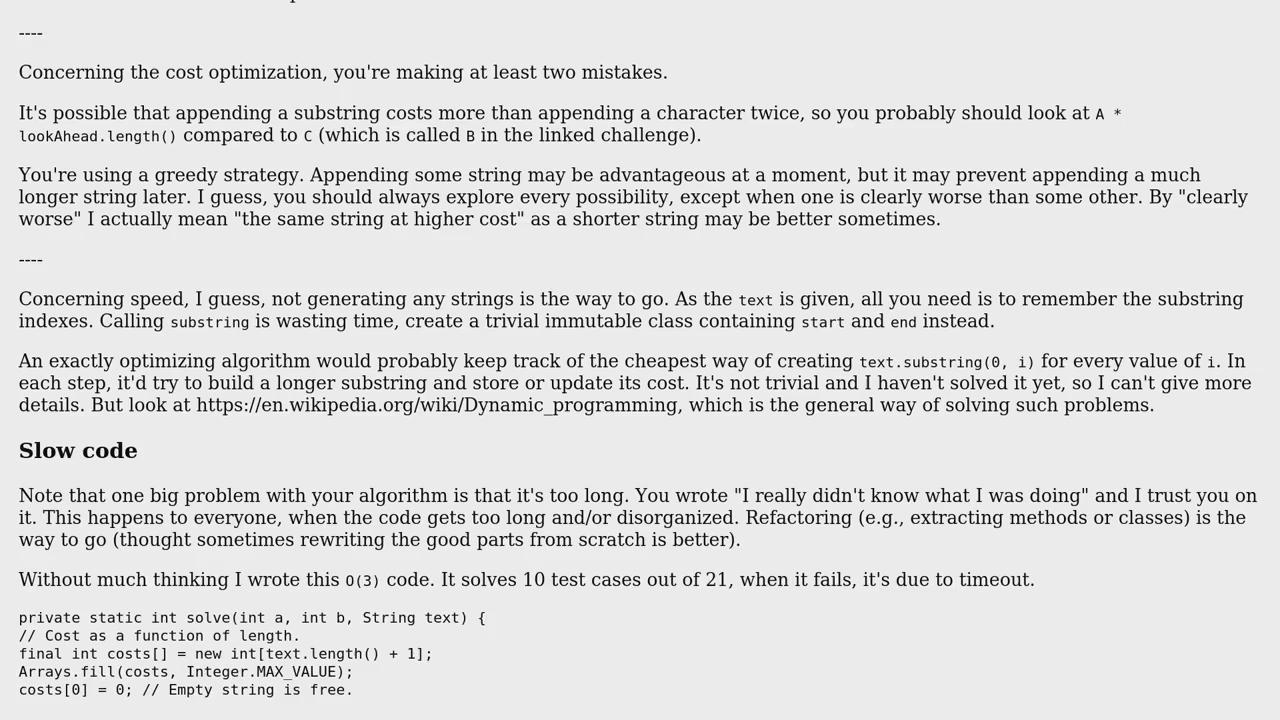 ----
Concerning the cost optimization, you're making at least two mistakes.
It's possible that appending a substring costs more than appending a character twice, so you probably should look at A *
lookAhead.length() compared to C (which is called B in the linked challenge).
You're using a greedy strategy. Appending some string may be advantageous at a moment, but it may prevent appending a much
longer string later. I guess, you should always explore every possibility, except when one is clearly worse than some other. By "clearly
worse" I actually mean "the same string at higher cost" as a shorter string may be better sometimes.
----
Concerning speed, I guess, not generating any strings is the way to go. As the text is given, all you need is to remember the substring
indexes. Calling substring is wasting time, create a trivial immutable class containing start and end instead.
An exactly optimizing algorithm would probably keep track of the cheapest way of creating text.substring(0, i) for every value of i. In
each step, it'd try to build a longer substring and store or update its cost. It's not trivial and I haven't solved it yet, so I can't give more
details. But look at https://en.wikipedia.org/wiki/Dynamic_programming, which is the general way of solving such problems.
Slow code
Note that one big problem with your algorithm is that it's too long. You wrote "I really didn't know what I was doing" and I trust you on
it. This happens to everyone, when the code gets too long and/or disorganized. Refactoring (e.g., extracting methods or classes) is the
way to go (thought sometimes rewriting the good parts from scratch is better).
Without much thinking I wrote this O(3) code. It solves 10 test cases out of 21, when it fails, it's due to timeout.
private static int solve(int a, int b, String text) {
// Cost as a function of length.
final int costs[] = new int[text.length() + 1];
Arrays.fill(costs, Integer.MAX_VALUE);
costs[0] = 0; // Empty string is free.